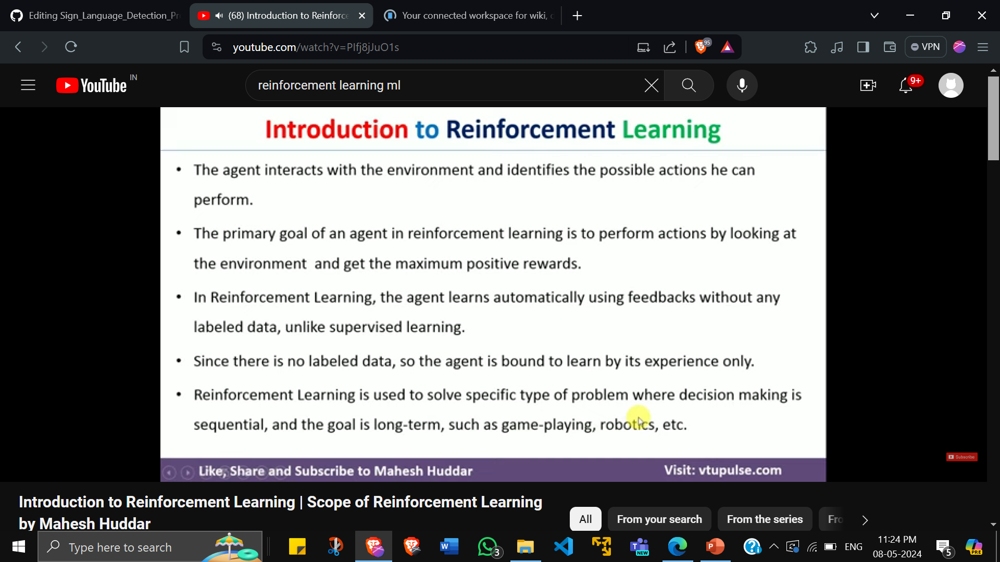 Editing Sign_Language_Detection_Pr
(68) Introduction to Reinforce
Your connected workspace for wiki,
youtube.com/watch?v=PIfj8jJuO1s
95
VPN
YouTube IN
reinforcement learning ml
9+
Introduction to Reinforcement Learning
• The agent interacts with the environment and identifies the possible actions he can
perform.
• The primary goal of an agent in reinforcement learning is to perform actions by looking at
the environment and get the maximum positive rewards.
• In Reinforcement Learning, the agent learns automatically using feedbacks without any
labeled data, unlike supervised learning.
• Since there is no labeled data, so the agent is bound to learn by its experience only.
• Reinforcement Learning is used to solve specific type of problem where decision making is
sequential, and the goal is long-term, such as game-playing, robotics, etc.
Subscribe
Like, Share and Subscribe to Mahesh Huddar
Visit: vtupulse.com
Introduction to Reinforcement Learning | Scope of Reinforcement Learning
by Mahesh Huddar
All
From your search
From the series
Fro
Type here to search
W
3
T
NEW
P
ENG
11:24 PM
08-05-2024
5
PRE